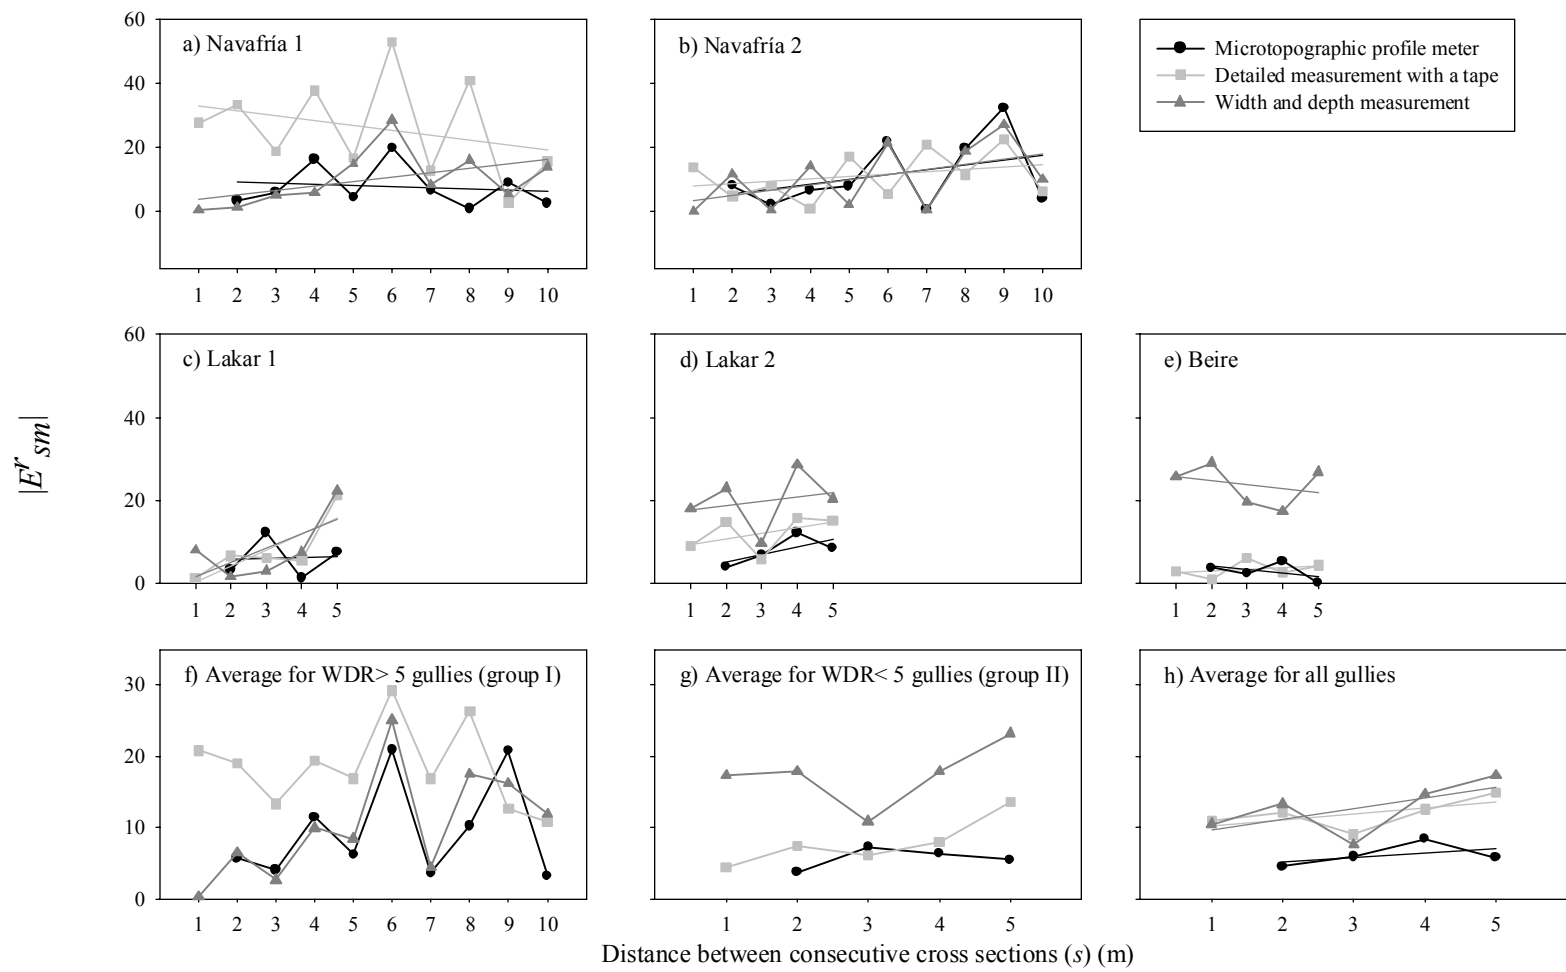 60
40
20
0
a) Navafría 1
1 2 3 4 5 6 7 8 9 10
b) Navafría 2
1 2 3 4 5 6 7 8 9 10
Microtopographic profile meter
Detailed measurement with a tape
Width and depth measurement
|E^r_sm|
60
40
20
0
c) Lakar 1
1 2 3 4 5
d) Lakar 2
1 2 3 4 5
e) Beire
1 2 3 4 5
30
20
10
0
f) Average for WDR> 5 gullies (group I)
1 2 3 4 5 6 7 8 9 10
g) Average for WDR< 5 gullies (group II)
1 2 3 4 5
h) Average for all gullies
1 2 3 4 5
Distance between consecutive cross sections (s) (m)